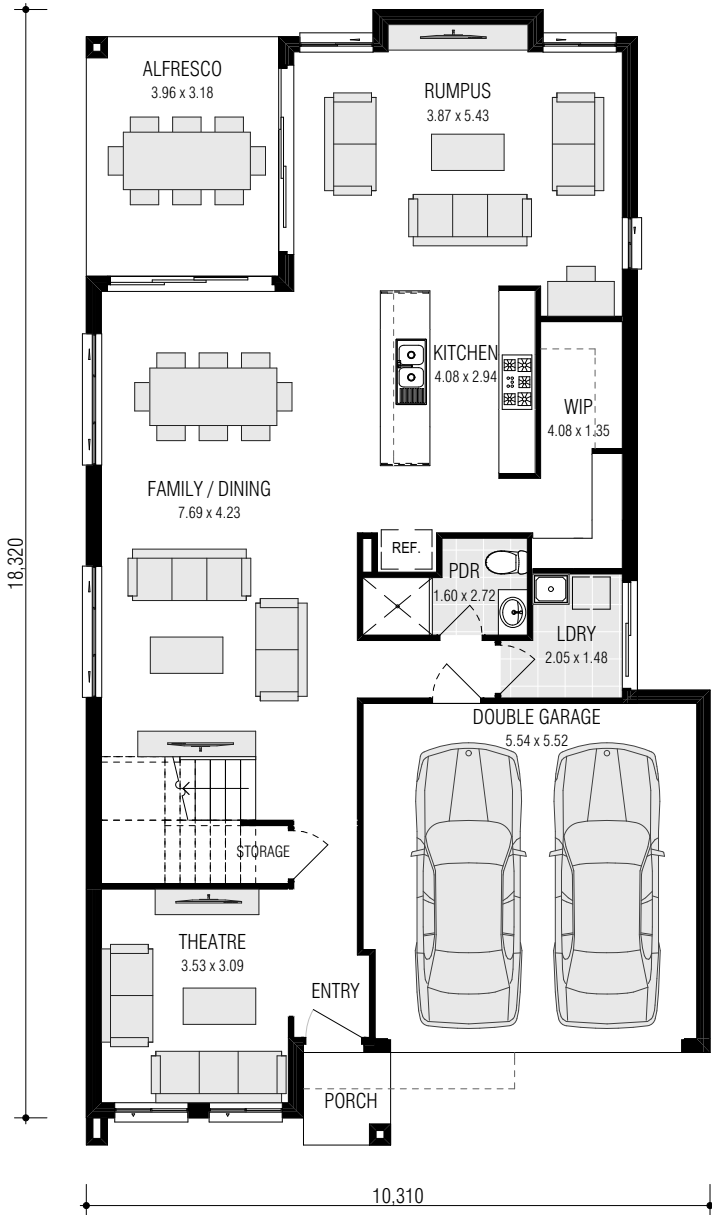 ALFRESCO
3.96 x 3.18
RUMPUS
3.87 x 5.43
KITCHEN
4.08 x 2.94
WIP
4.08 x 1.35
FAMILY / DINING
7.69 x 4.23
18,320
REF.
PDR
1.60 x 2.72
LDRY
2.05 x 1.48
DOUBLE GARAGE
5.54 x 5.52
STORAGE
THEATRE
3.53 x 3.09
ENTRY
PORCH
10,310